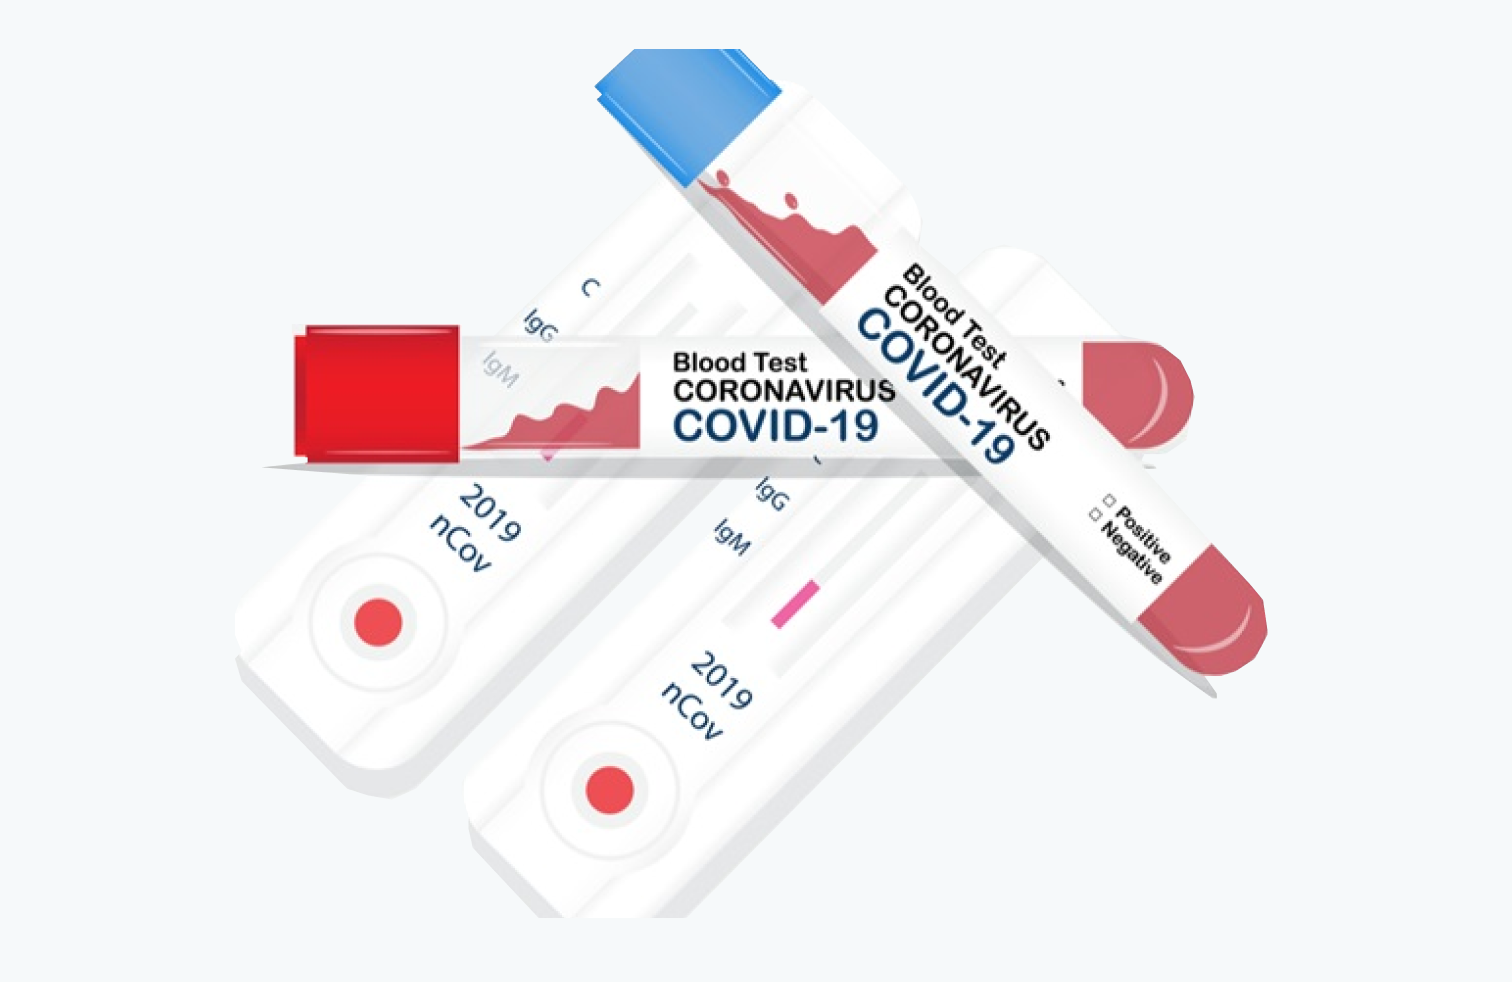 C
IgG
IgM
2019
nCov
Blood Test
CORONAVIRUS
COVID-19
Blood Test
CORONAVIRUS
COVID-19
Positive
Negative
IgG
IgM
2019
nCov